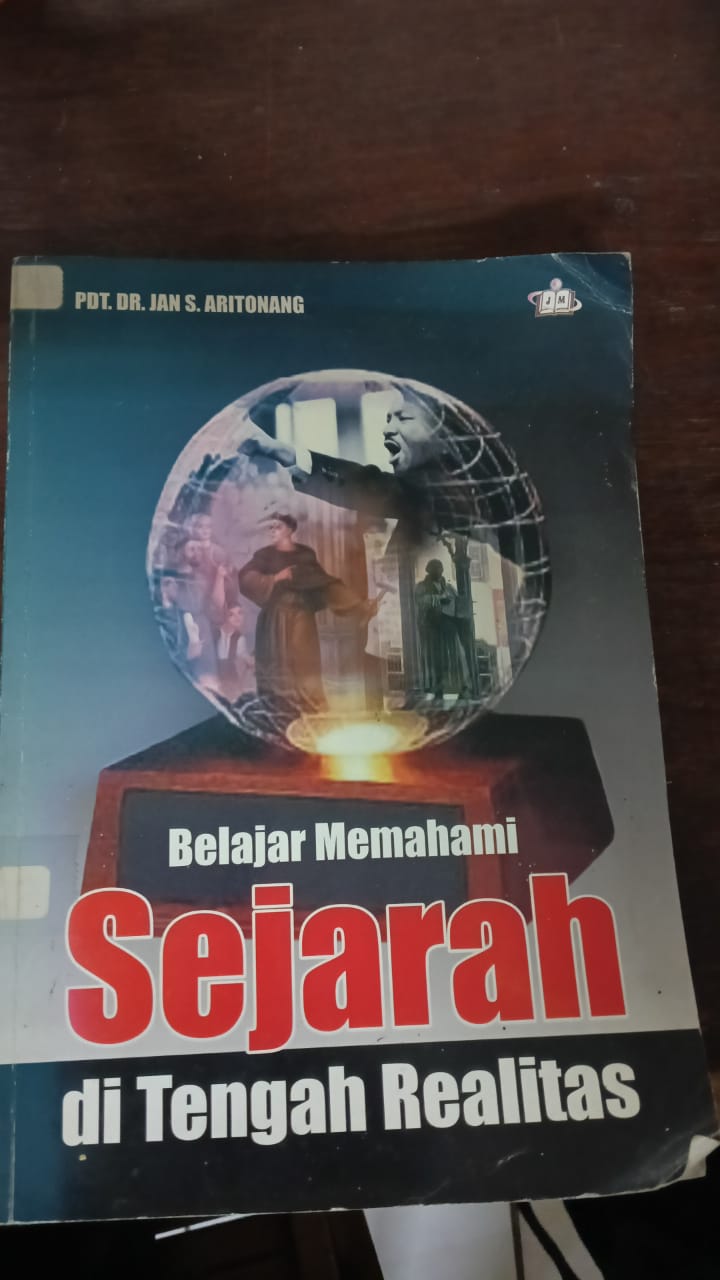 PDT. DR. JAN S. ARITONANG
J M
Belajar Memahami
Sejarah
di Tengah Realitas